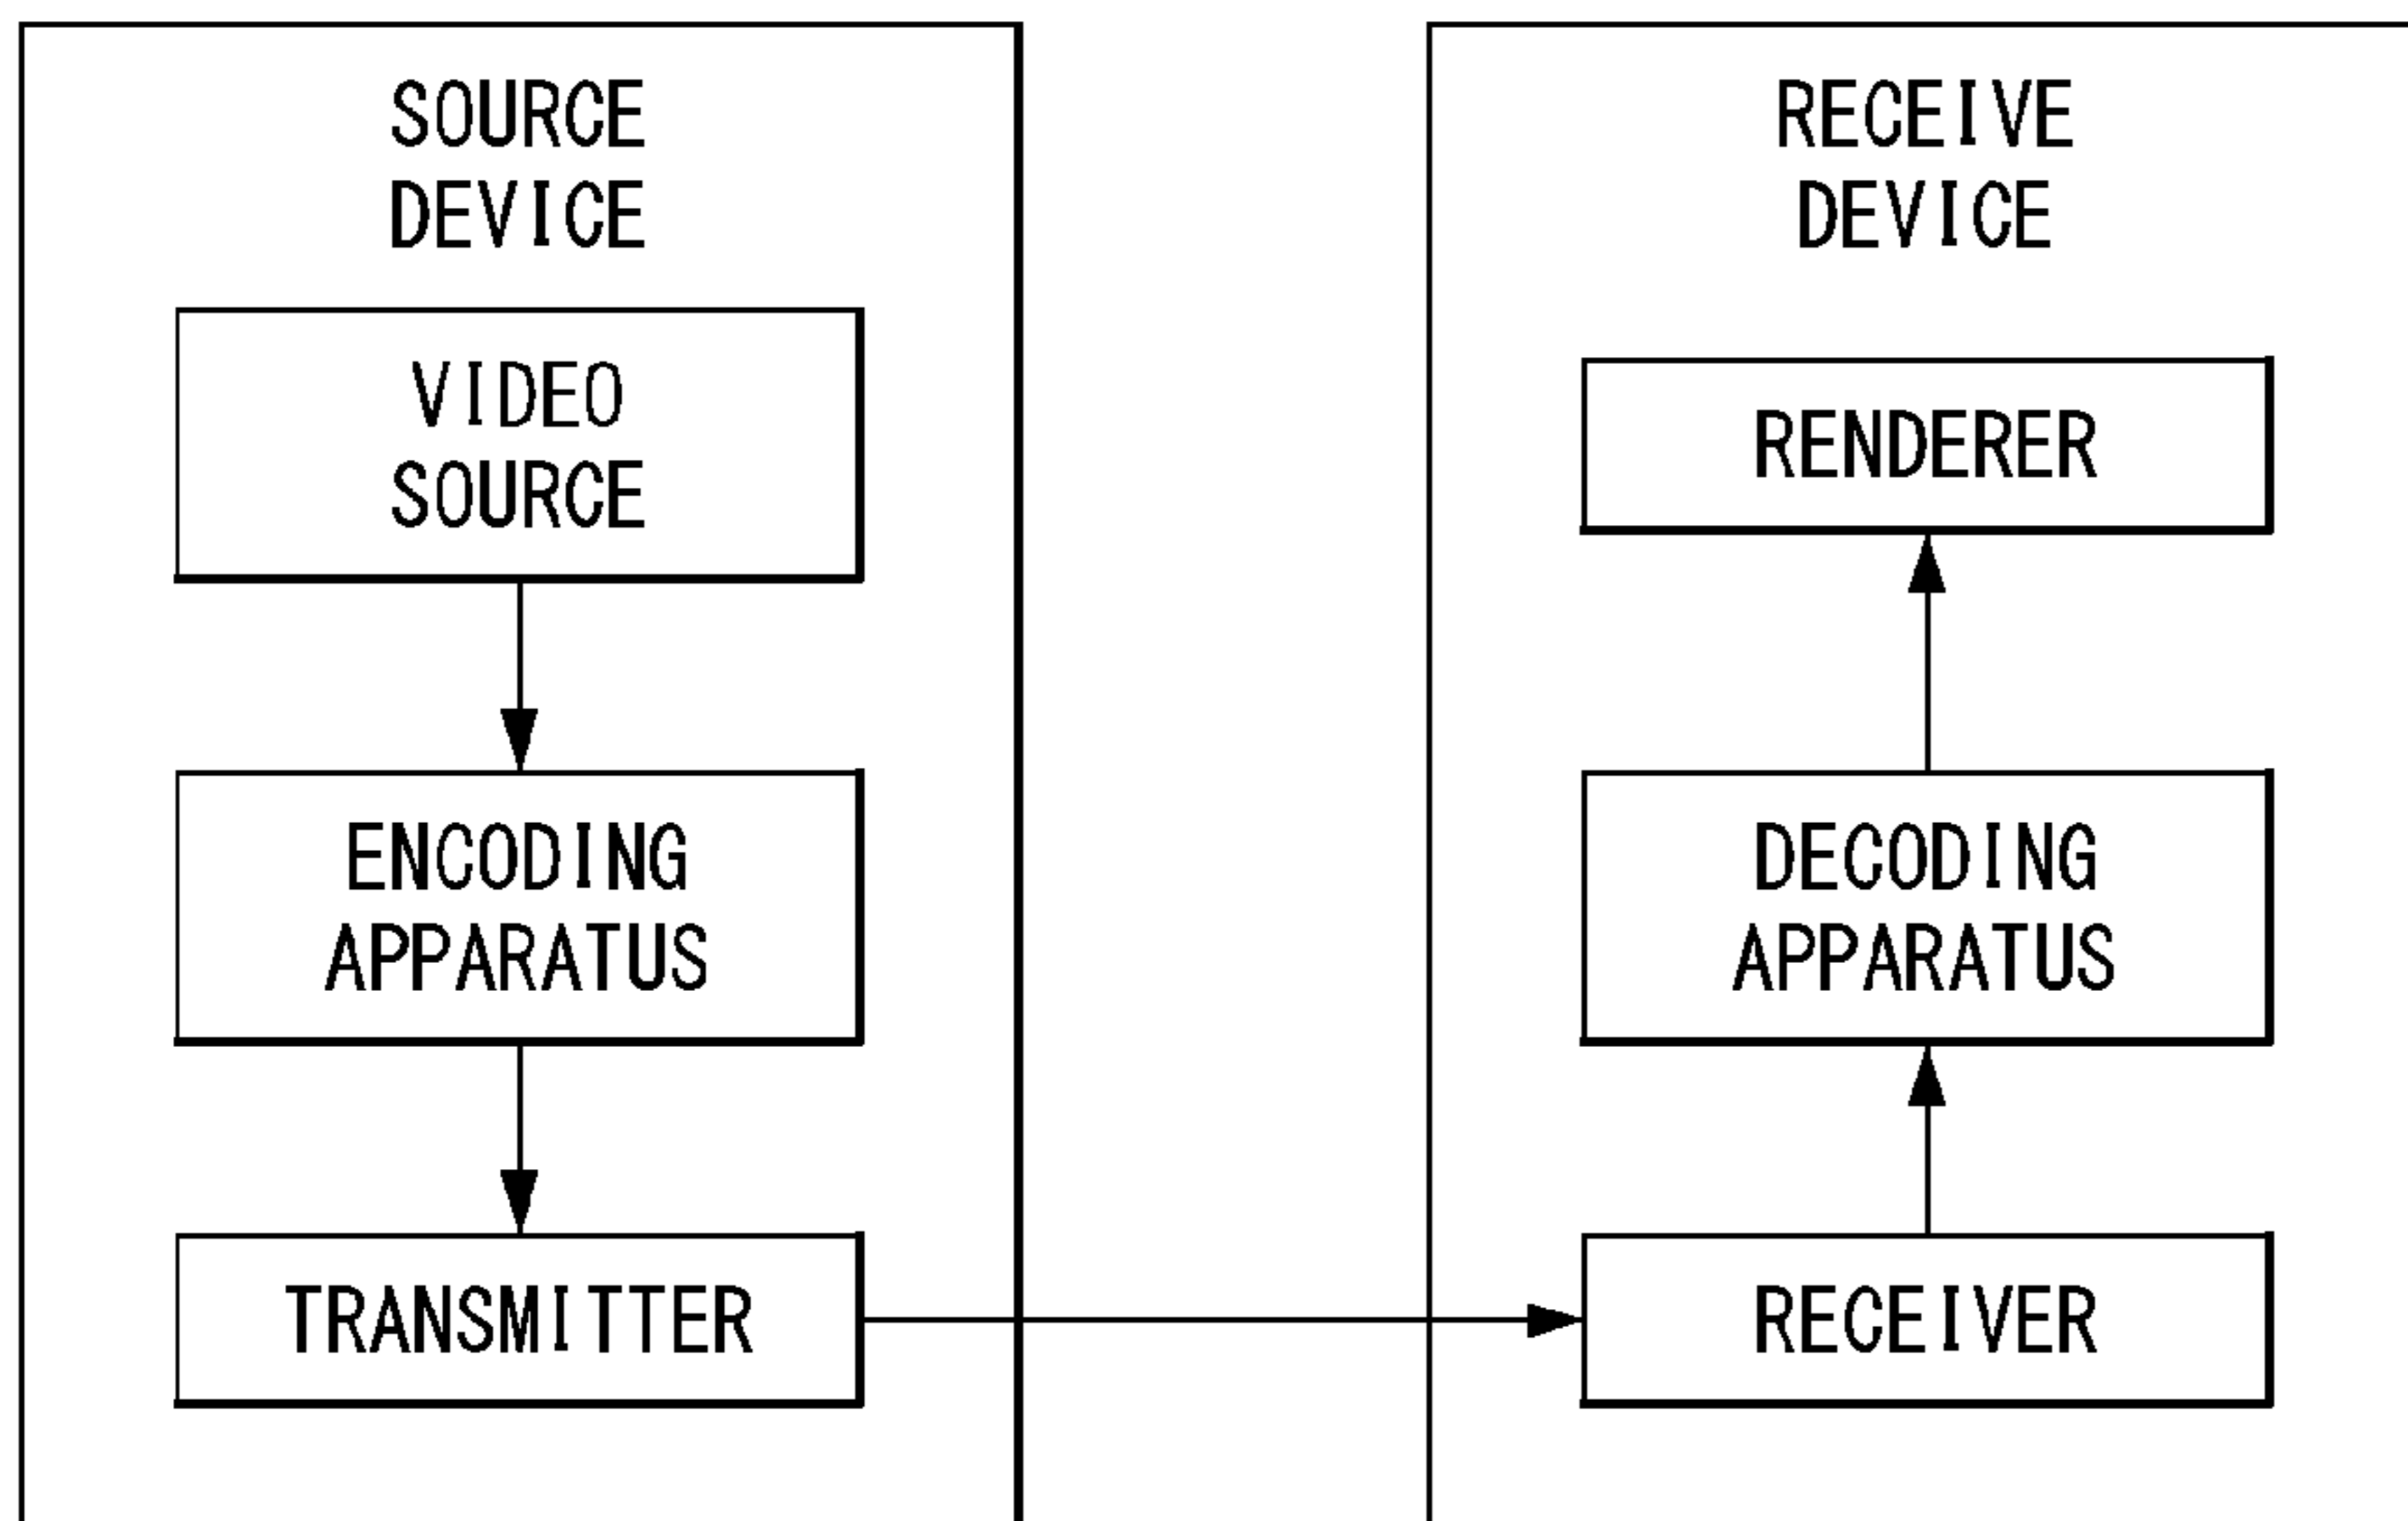 SOURCE
DEVICE
VIDEO
SOURCE
ENCODING
APPARATUS
TRANSMITTER
RECEIVE
DEVICE
RENDERER
DECODING
APPARATUS
RECEIVER